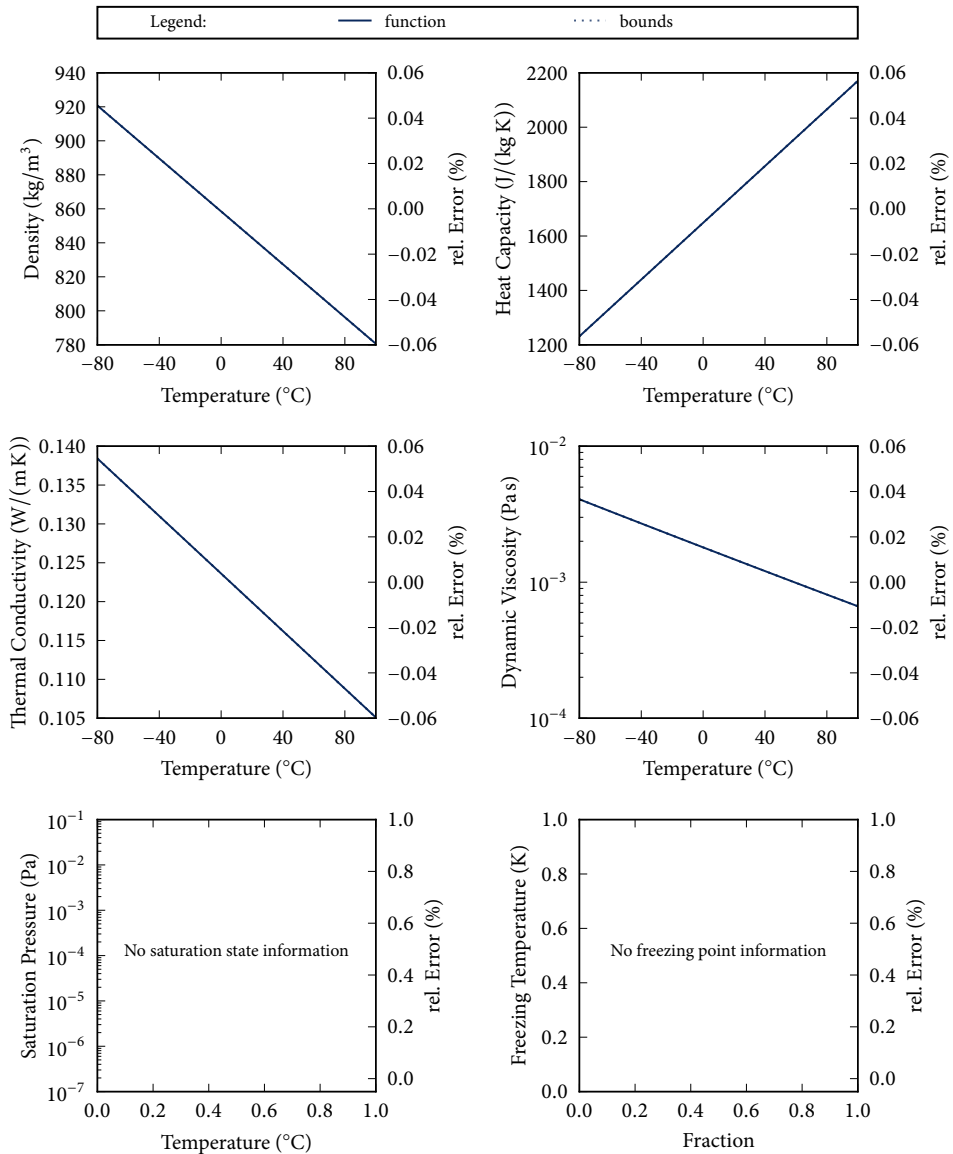 Legend: function bounds
Density (kg/m³)
940
920
900
880
860
840
820
800
780
−80 −40 0 40 80
Temperature (°C)
0.06
0.04
0.02
0.00
−0.02
−0.04
−0.06
rel. Error (%)
Heat Capacity (J/(kg K))
2200
2000
1800
1600
1400
1200
−80 −40 0 40 80
Temperature (°C)
0.06
0.04
0.02
0.00
−0.02
−0.04
−0.06
rel. Error (%)
Thermal Conductivity (W/(m K))
0.140
0.135
0.130
0.125
0.120
0.115
0.110
0.105
−80 −40 0 40 80
Temperature (°C)
0.06
0.04
0.02
0.00
−0.02
−0.04
−0.06
rel. Error (%)
Dynamic Viscosity (Pa s)
10⁻²
10⁻³
10⁻⁴
−80 −40 0 40 80
Temperature (°C)
0.06
0.04
0.02
0.00
−0.02
−0.04
−0.06
rel. Error (%)
Saturation Pressure (Pa)
10⁻¹
10⁻²
10⁻³
10⁻⁴
10⁻⁵
10⁻⁶
10⁻⁷
No saturation state information
0.0 0.2 0.4 0.6 0.8 1.0
Temperature (°C)
1.0
0.8
0.6
0.4
0.2
0.0
rel. Error (%)
Freezing Temperature (K)
1.0
0.8
0.6
0.4
0.2
0.0
No freezing point information
0.0 0.2 0.4 0.6 0.8 1.0
Fraction
1.0
0.8
0.6
0.4
0.2
0.0
rel. Error (%)